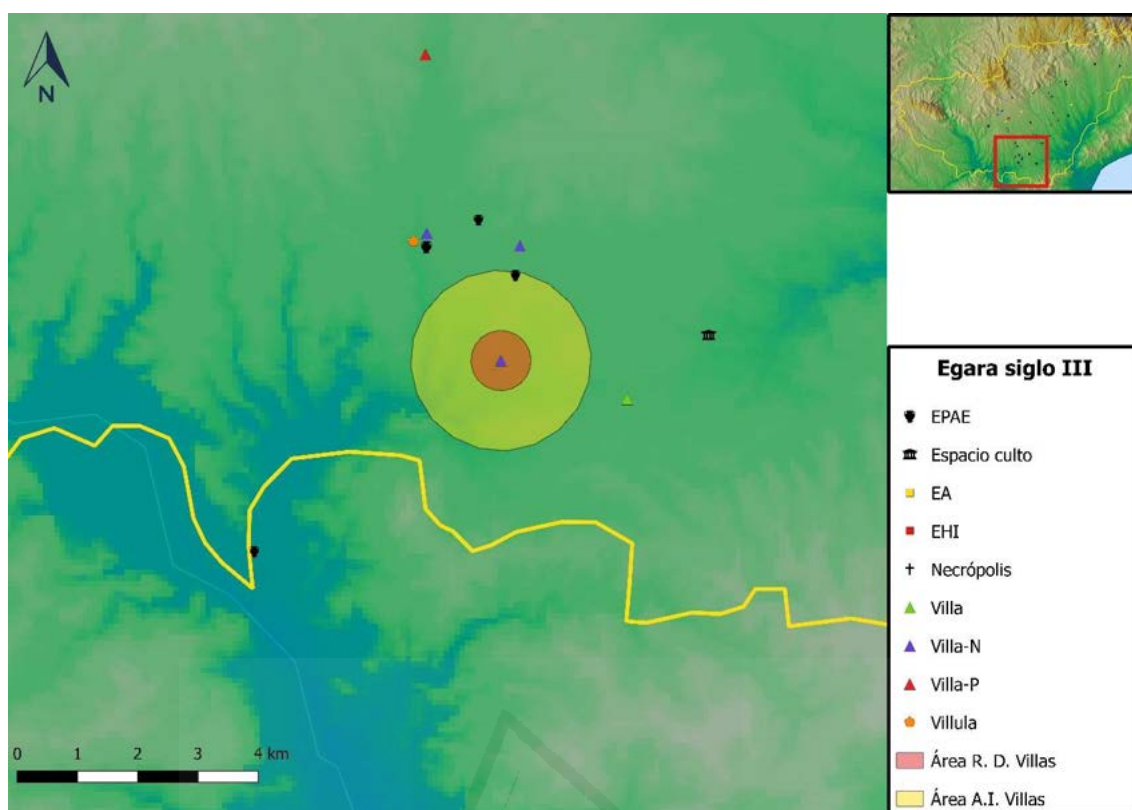 N
0 1 2 3 4 km
Egara siglo III
EPAE
Espacio culto
EA
EHI
Necrópolis
Villa
Villa-N
Villa-P
Villula
Área R. D. Villas
Área A.I. Villas